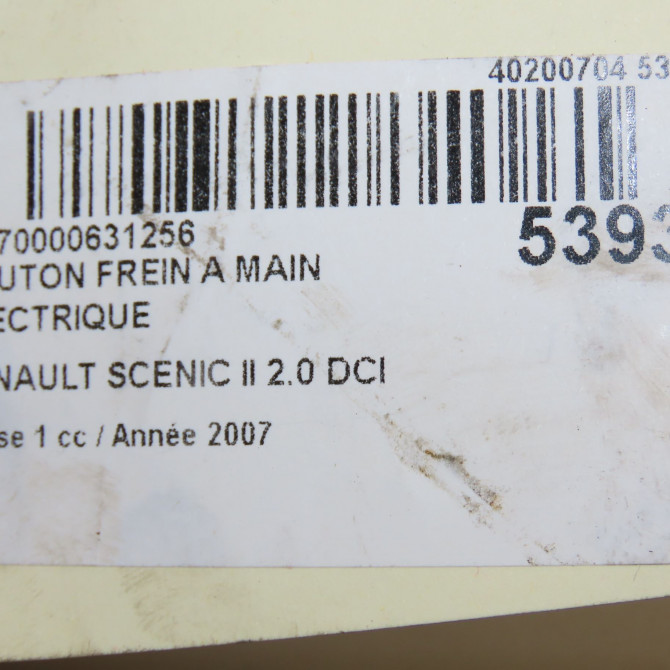 40200704 53
70000631256
5393
UTON FREIN A MAIN
ECTRIQUE
NAULT SCENIC II 2.0 DCI
se 1 cc / Année 2007